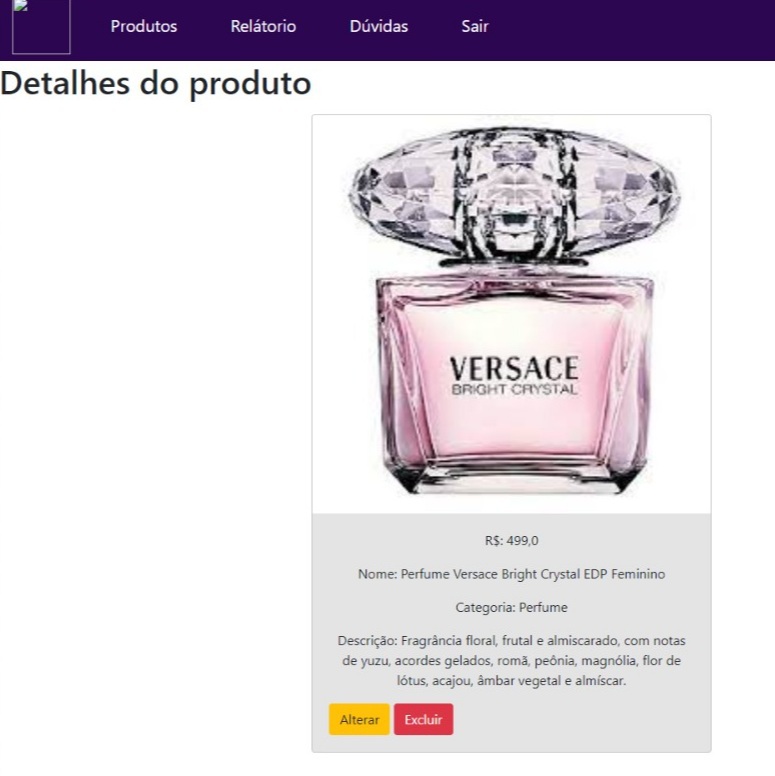 Produtos Relátorio Dúvidas Sair
Detalhes do produto
VERSACE
BRIGHT CRYSTAL
R$: 499,0
Nome: Perfume Versace Bright Crystal EDP Feminino
Categoria: Perfume
Descrição: Fragrância floral, frutal e almiscarado, com notas
de yuzu, acordes gelados, romã, peônia, magnólia, flor de
lótus, acajou, âmbar vegetal e almíscar.
Alterar Excluir